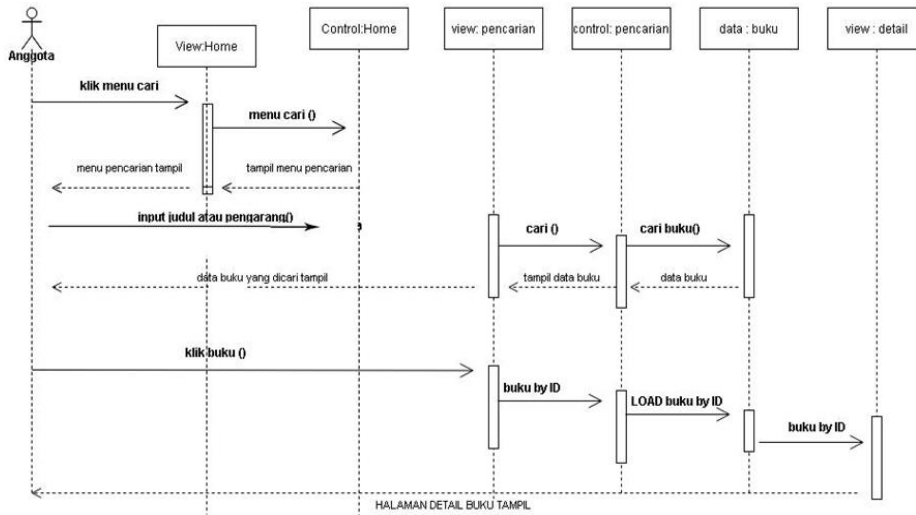 Anggota
View:Home
Control:Home
view: pencarian
control: pencarian
data : buku
view : detail
klik menu cari
menu cari ()
menu pencarian tampil
tampil menu pencarian
input judul atau pengarang()
cari ()
cari buku()
data buku yang dicari tampil
tampil data buku
data buku
klik buku ()
buku by ID
LOAD buku by ID
buku by ID
HALAMAN DETAIL BUKU TAMPIL